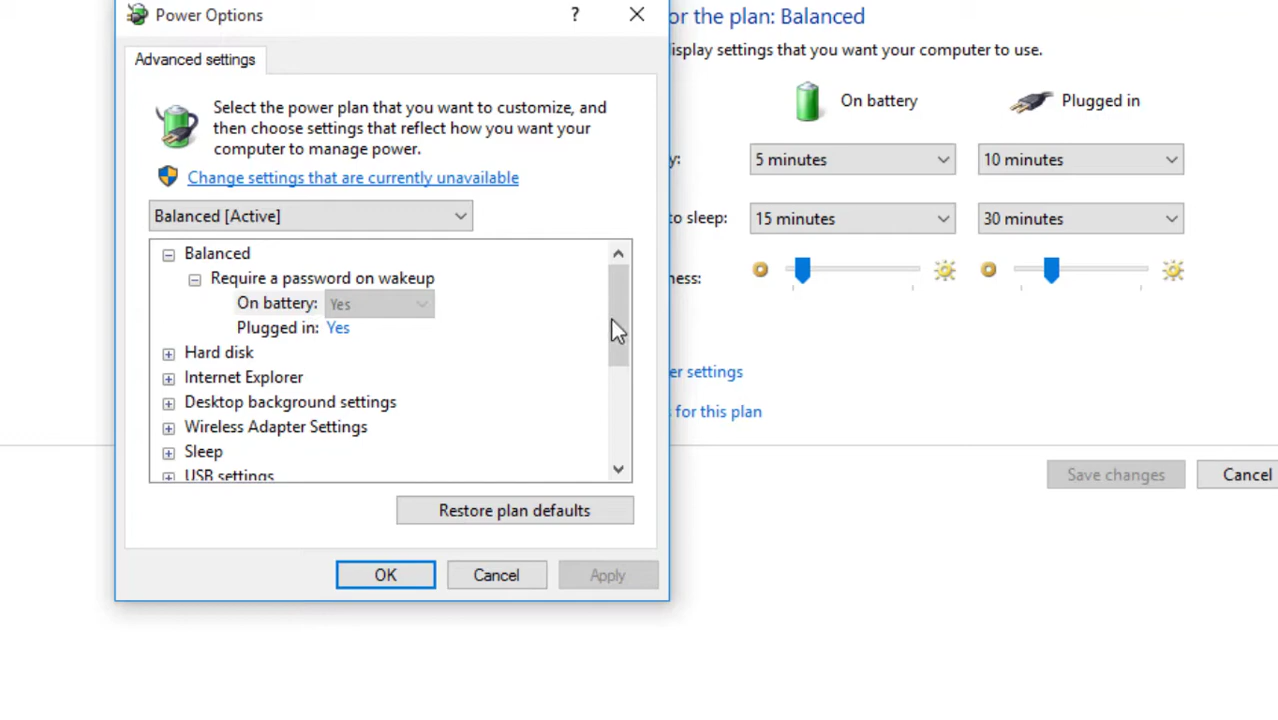 Power Options
?
Advanced settings
Select the power plan that you want to customize, and
then choose settings that reflect how you want your
computer to manage power.
Change settings that are currently unavailable
Balanced [Active]
Balanced
Require a password on wakeup
On battery: Yes
Plugged in: Yes
Hard disk
Internet Explorer
Desktop background settings
Wireless Adapter Settings
Sleep
USB settings
Restore plan defaults
OK
Cancel
Apply
or the plan: Balanced
isplay settings that you want your computer to use.
On battery
Plugged in
y:
5 minutes
10 minutes
to sleep:
15 minutes
30 minutes
ness:
er settings
for this plan
Save changes
Cancel